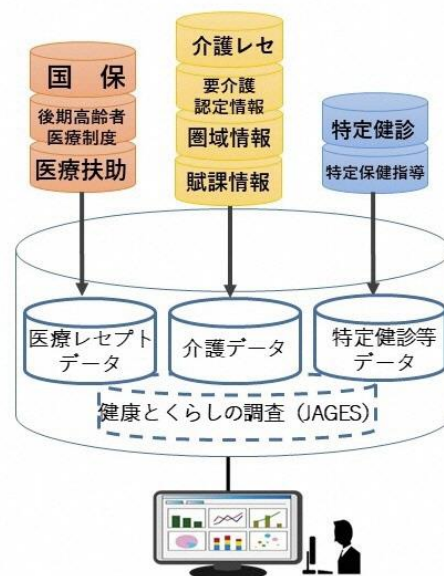 国 保
後期高齢者
医療制度
医療扶助
介護レセ
要介護
認定情報
圏域情報
賦課情報
特定健診
特定保健指導
医療レセプト
データ
介護データ
特定健診等
データ
健康とくらしの調査（JAGES）